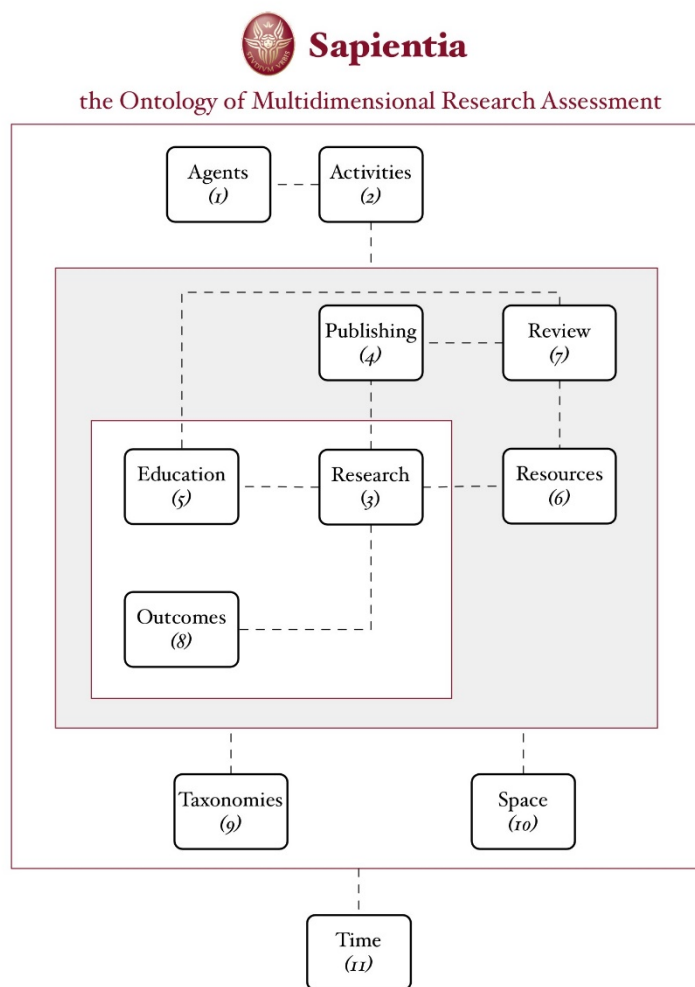 Sapientia
the Ontology of Multidimensional Research Assessment
Agents
(1)
Activities
(2)
Publishing
(4)
Review
(7)
Education
(5)
Research
(3)
Resources
(6)
Outcomes
(8)
Taxonomies
(9)
Space
(10)
Time
(11)